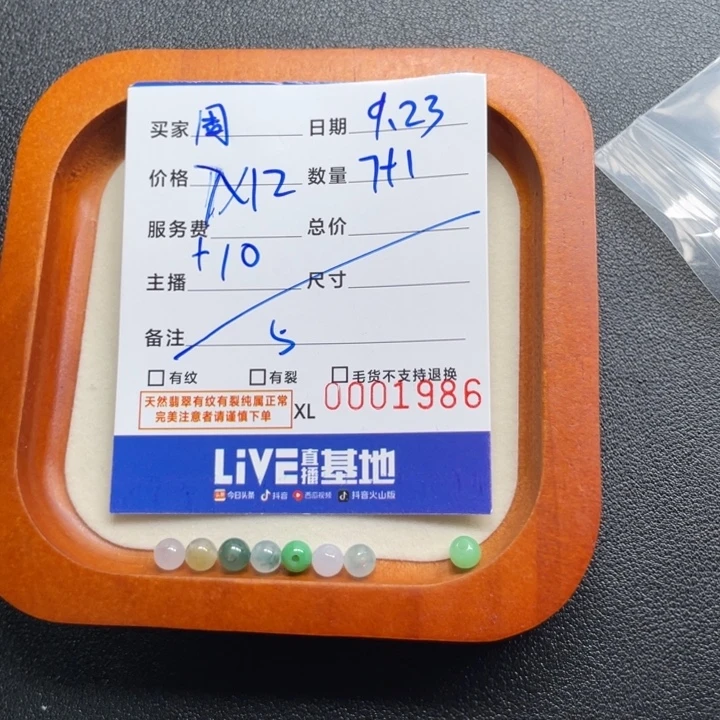 买家 周 日期 9.23
价格 7X12 数量 7+1
服务费 +10 总价
主播 尺寸
备注 5
有纹 有裂 毛货不支持退换
天然翡翠有纹有裂纯属正常
完美注意者请谨慎下单
XL 0001986
LiVE直播基地
今日头条 抖音 西瓜视频 抖音火山版